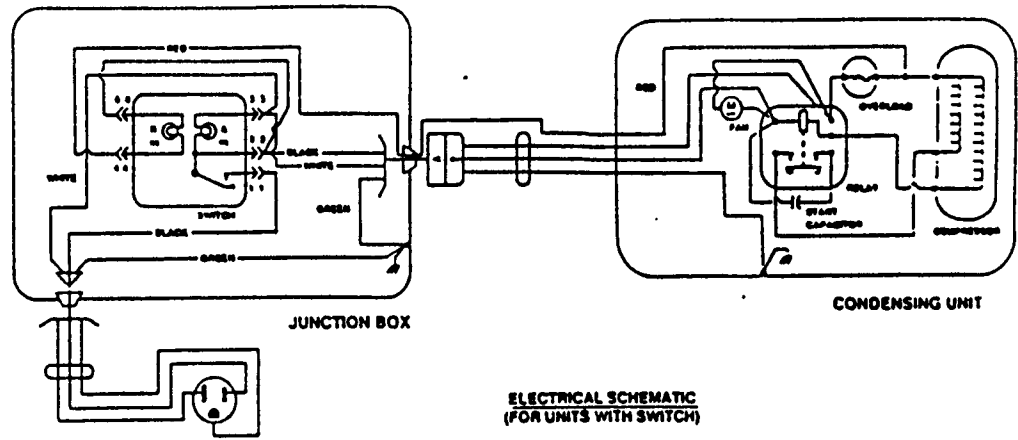 RED
WHITE
BLACK
WHITE
SWITCH
GREEN
BLACK
GREEN
JUNCTION BOX
RED
FAN
OVERLOAD
RELAY
START
CAPACITOR
COMPRESSOR
CONDENSING UNIT
ELECTRICAL SCHEMATIC
(FOR UNITS WITH SWITCH)